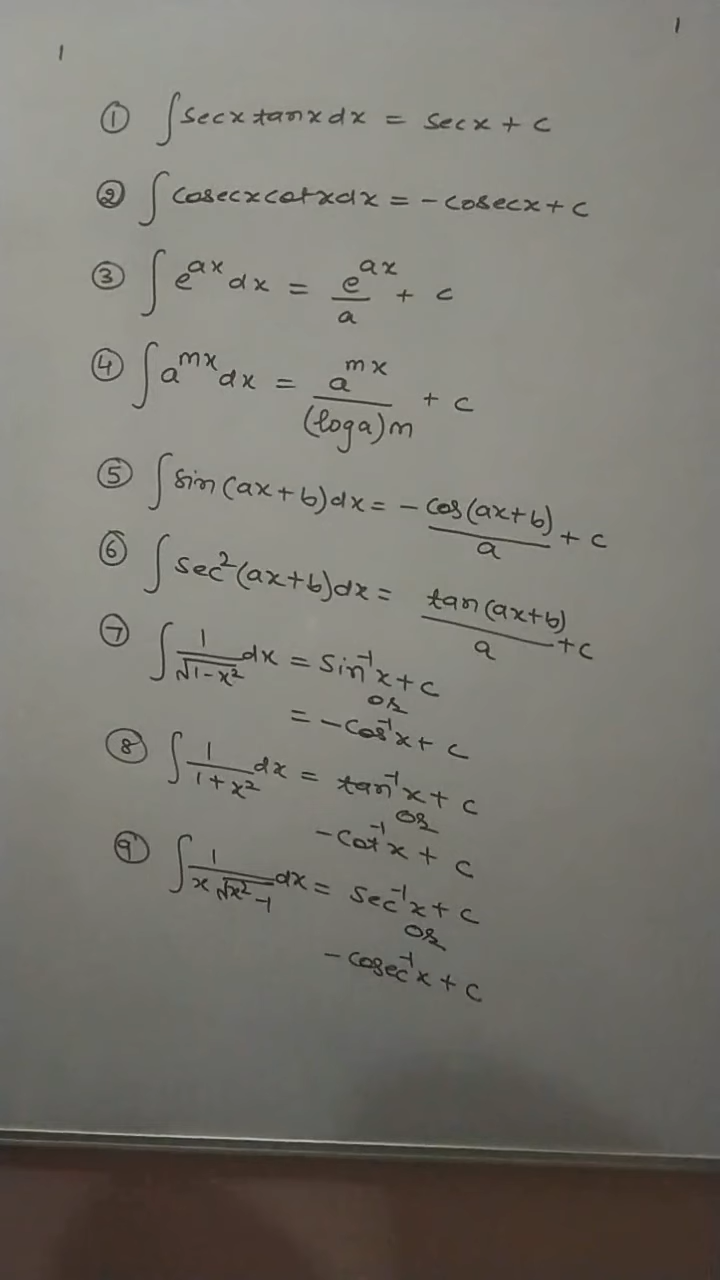 1 1
① ∫ secx tanx dx = secx + c
② ∫ cosecx cotx dx = -cosecx + c
③ ∫ e^{ax} dx = e^{ax}/a + c
④ ∫ a^{mx} dx = a^{mx}/(loga)m + c
⑤ ∫ sin(ax+b)dx = -cos(ax+b)/a + c
⑥ ∫ sec²(ax+b)dx = tan(ax+b)/a + c
⑦ ∫ 1/√(1-x²) dx = sin⁻¹x + c
or
= -cos⁻¹x + c
⑧ ∫ 1/(1+x²) dx = tan⁻¹x + c
or
-cot⁻¹x + c
⑨ ∫ 1/(x√(x²-1)) dx = sec⁻¹x + c
or
-cosec⁻¹x + c